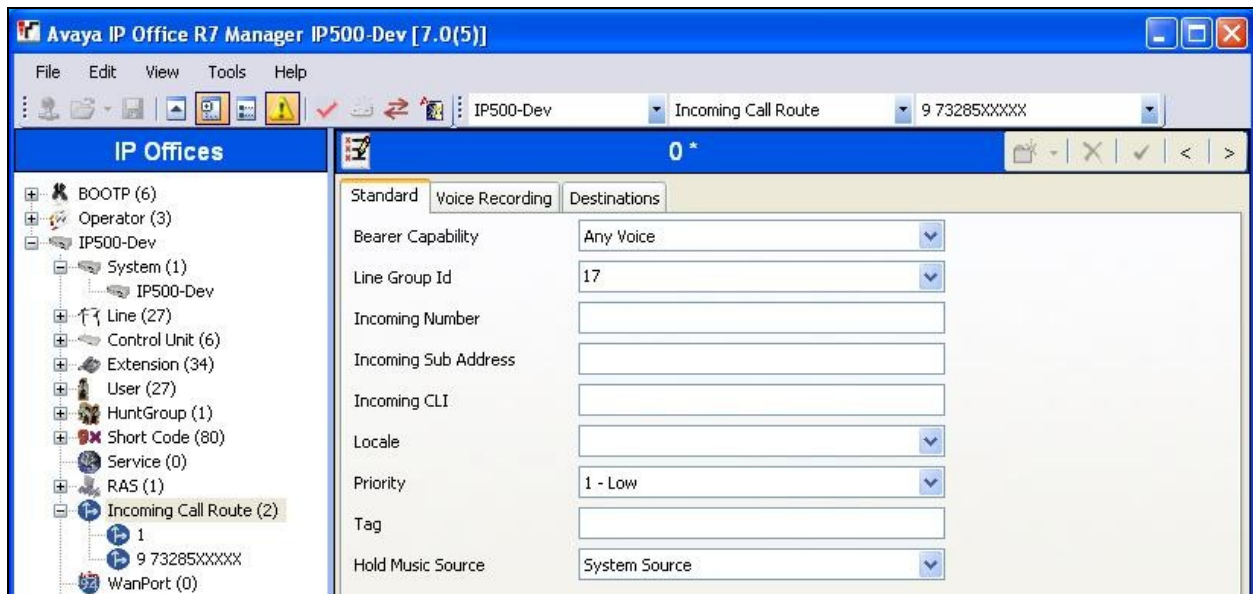 Avaya IP Office R7 Manager IP500-Dev [7.0(5)]
File Edit View Tools Help
IP500-Dev Incoming Call Route 9 73285XXXXX
IP Offices
0 *
BOOTP (6)
Operator (3)
IP500-Dev
System (1)
IP500-Dev
Line (27)
Control Unit (6)
Extension (34)
User (27)
HuntGroup (1)
Short Code (80)
Service (0)
RAS (1)
Incoming Call Route (2)
1
9 73285XXXXX
WanPort (0)
Standard Voice Recording Destinations
Bearer Capability Any Voice
Line Group Id 17
Incoming Number
Incoming Sub Address
Incoming CLI
Locale
Priority 1 - Low
Tag
Hold Music Source System Source